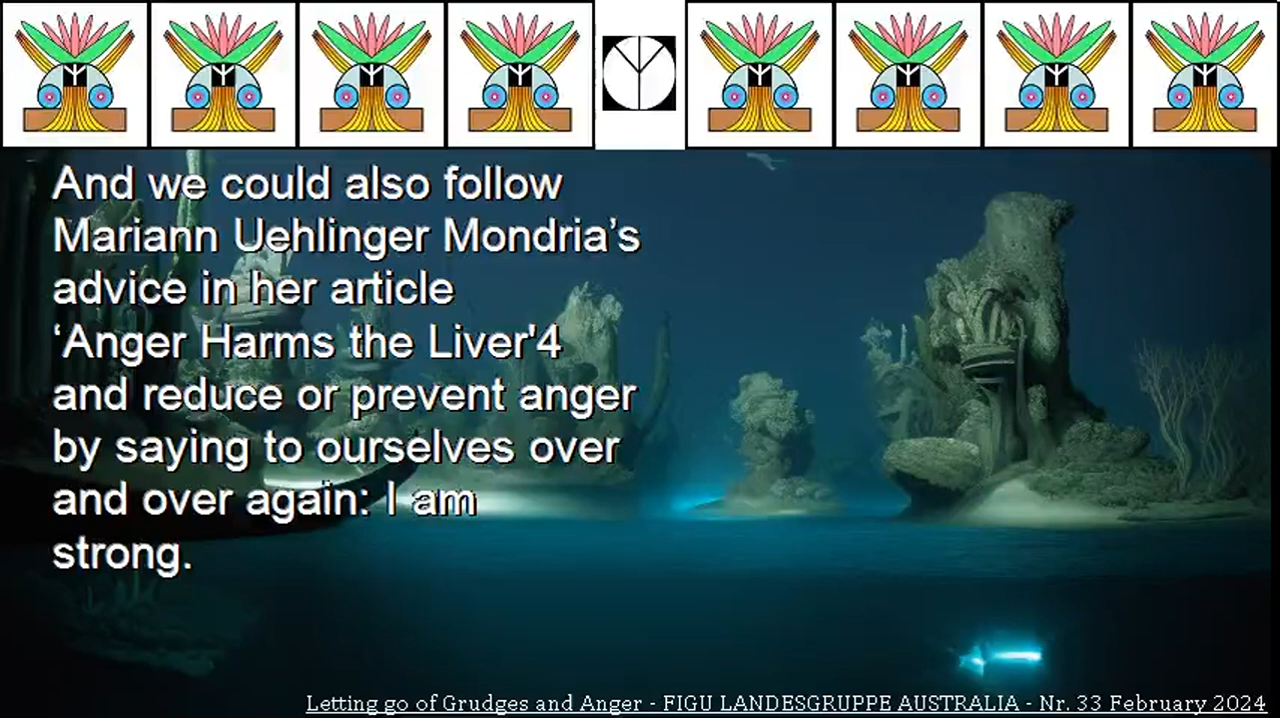 And we could also follow
Mariann Uehlinger Mondria’s
advice in her article
‘Anger Harms the Liver'4
and reduce or prevent anger
by saying to ourselves over
and over again: I am
strong.
Letting go of Grudges and Anger - FIGU LANDESGRUPPE AUSTRALIA - Nr. 33 February 2024